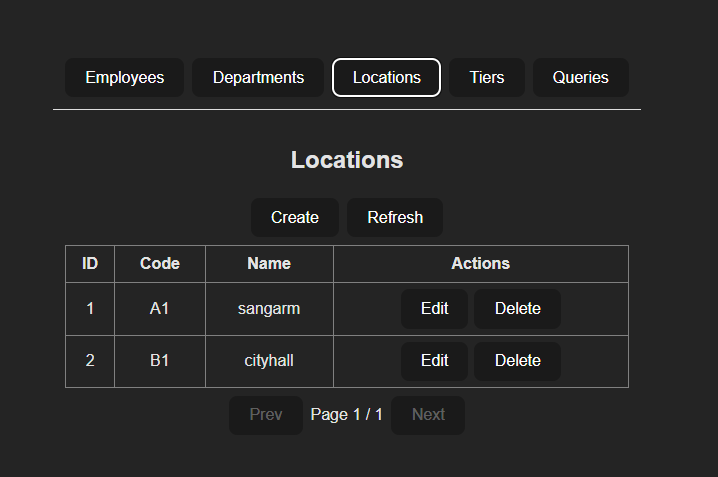 Employees Departments Locations Tiers Queries
Locations
Create Refresh
ID Code Name Actions
1 A1 sangarm Edit Delete
2 B1 cityhall Edit Delete
Prev Page 1 / 1 Next